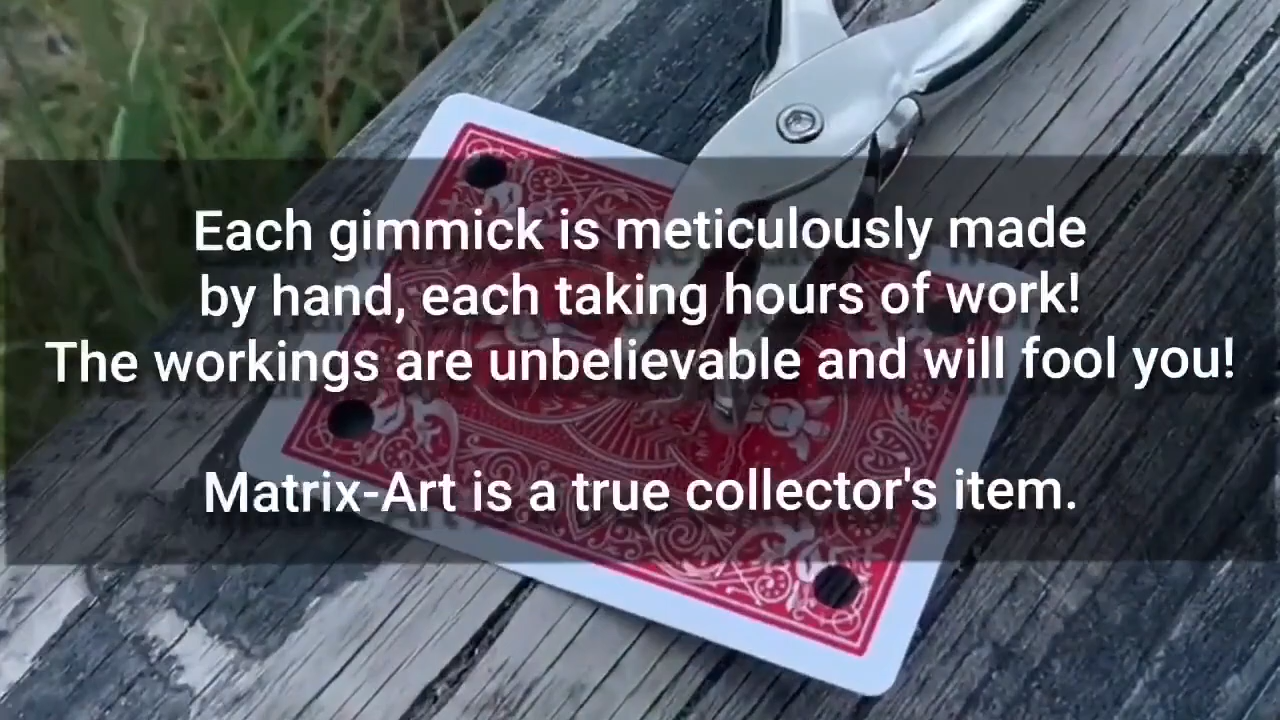 Each gimmick is meticulously made
by hand, each taking hours of work!
The workings are unbelievable and will fool you!
Matrix-Art is a true collector's item.